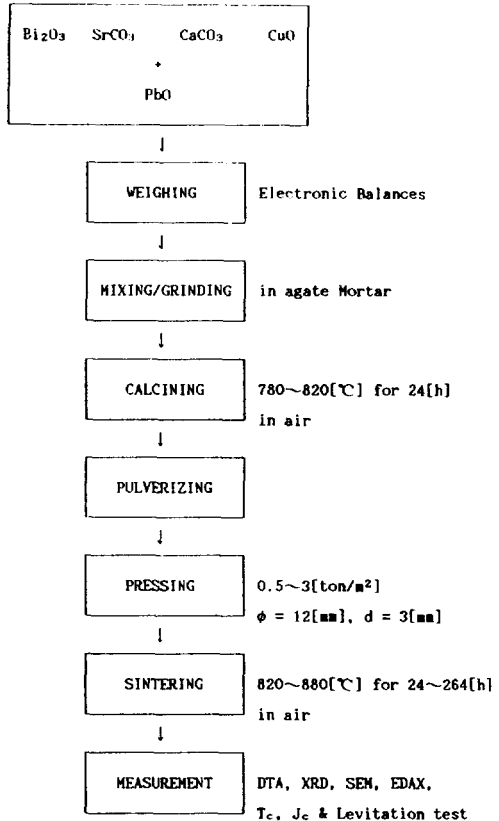 Bi₂O₃ SrCO₃ CaCO₃ CuO
+
PbO
↓
WEIGHING Electronic Balances
↓
MIXING/GRINDING in agate Mortar
↓
CALCINING 780～820[℃] for 24[h]
in air
↓
PULVERIZING
↓
PRESSING 0.5～3[ton/m²]
ϕ = 12[mm], d = 3[mm]
↓
SINTERING 820～880[℃] for 24～264[h]
in air
↓
MEASUREMENT DTA, XRD, SEM, EDAX,
Tc, Jc & Levitation test